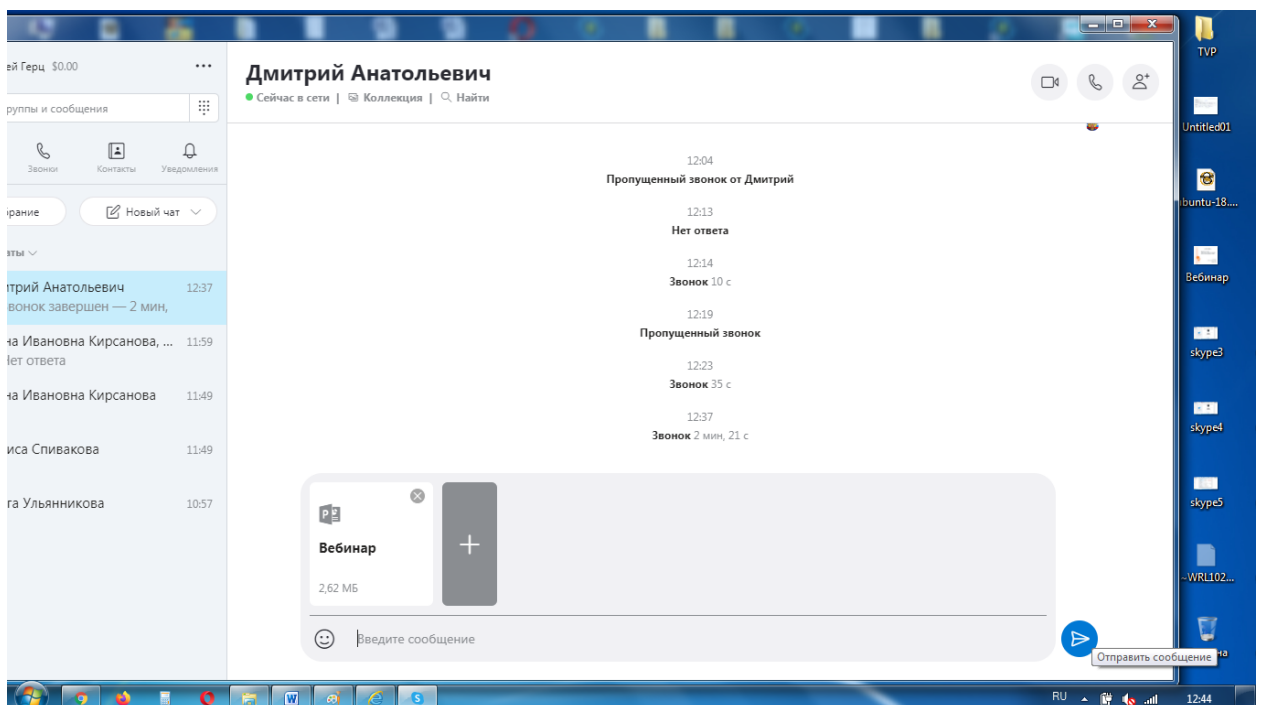 ей Герц $0.00
руппы и сообщения
Звонки
Контакты
Уведомления
брание
Новый чат
аты
итрий Анатольевич 12:37
вонок завершен — 2 мин,
на Ивановна Кирсанова, ... 11:59
Нет ответа
на Ивановна Кирсанова 11:49
иса Спивакова 11:49
га Ульянникова 10:57
Дмитрий Анатольевич
Сейчас в сети | Коллекция | Найти
12:04
Пропущенный звонок от Дмитрий
12:13
Нет ответа
12:14
Звонок 10 с
12:19
Пропущенный звонок
12:23
Звонок 35 с
12:37
Звонок 2 мин, 21 с
Вебинар
2,62 МБ
Введите сообщение
Отправить сообщение
TVP
Untitled01
buntu-18....
Вебинар
skype3
skype4
skype5
~WRL102...
на
RU
12:44